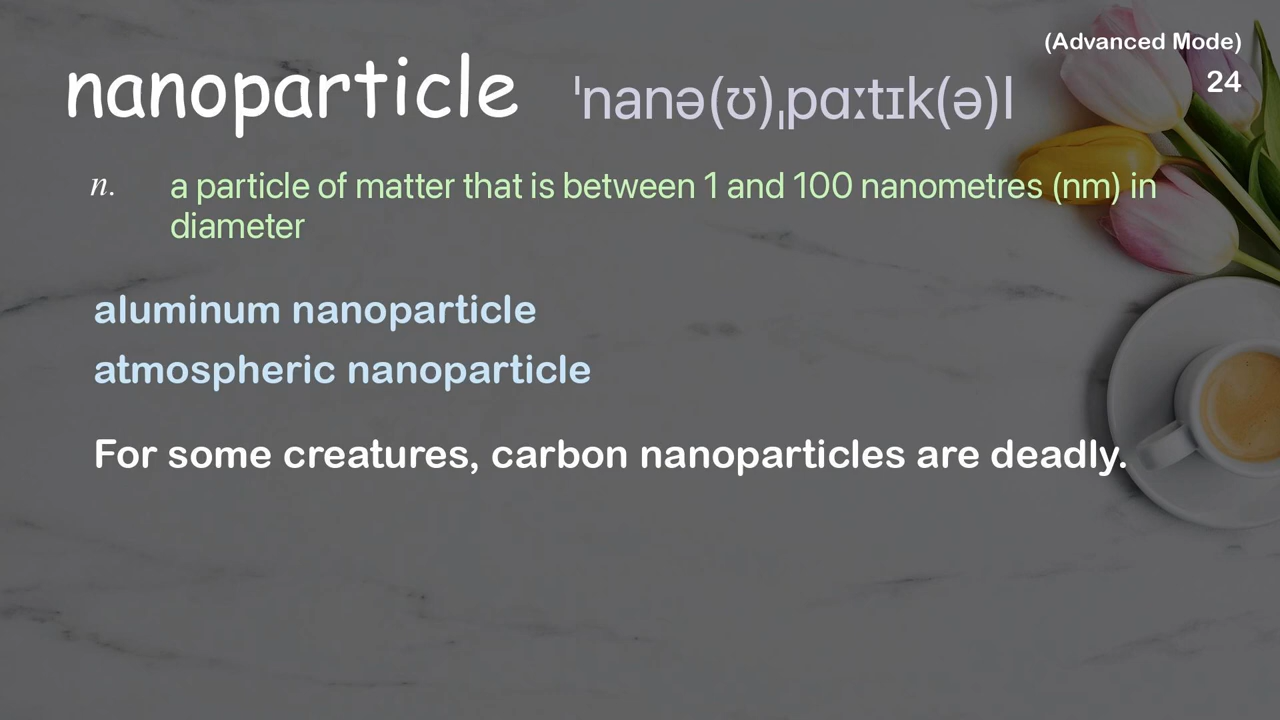 (Advanced Mode)
24
nanoparticle ˈnanə(ʊ)ˌpɑːtɪk(ə)l
n. a particle of matter that is between 1 and 100 nanometres (nm) in
diameter
aluminum nanoparticle
atmospheric nanoparticle
For some creatures, carbon nanoparticles are deadly.